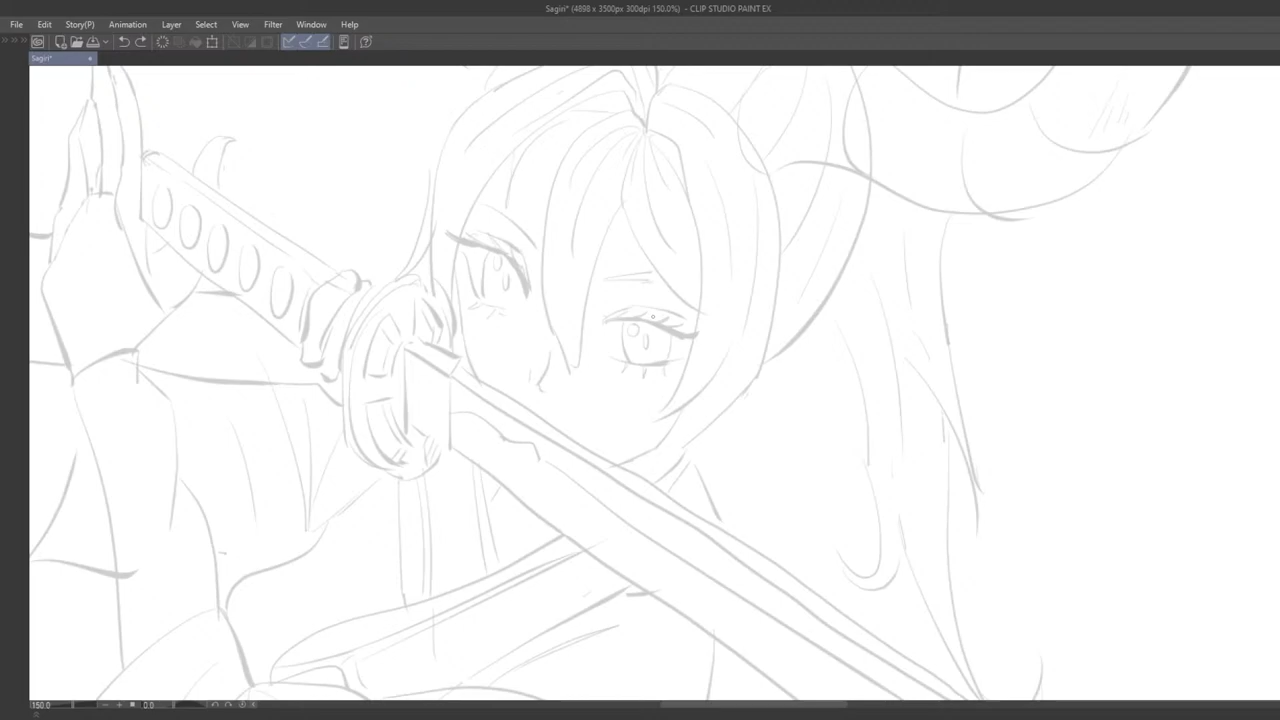 Sagiri* (4898 x 3500px 300dpi 150.0%) - CLIP STUDIO PAINT EX
File Edit Story(P) Animation Layer Select View Filter Window Help
Sagiri*
150.0 0.0